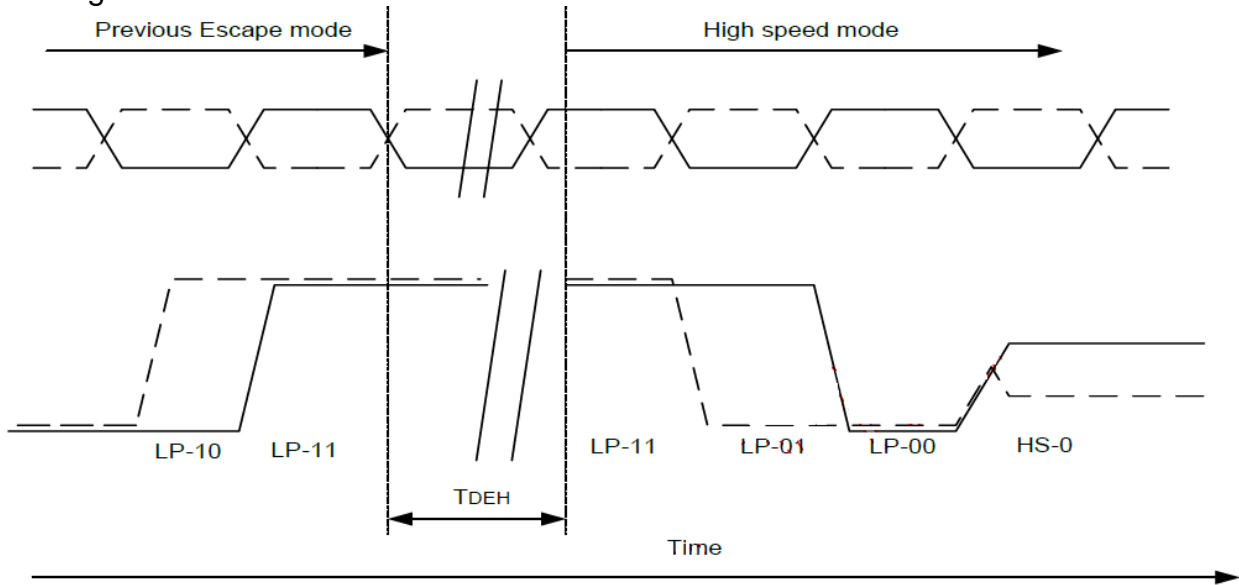 Previous Escape mode
High speed mode
LP-10
LP-11
LP-11
LP-01
LP-00
HS-0
TDEH
Time